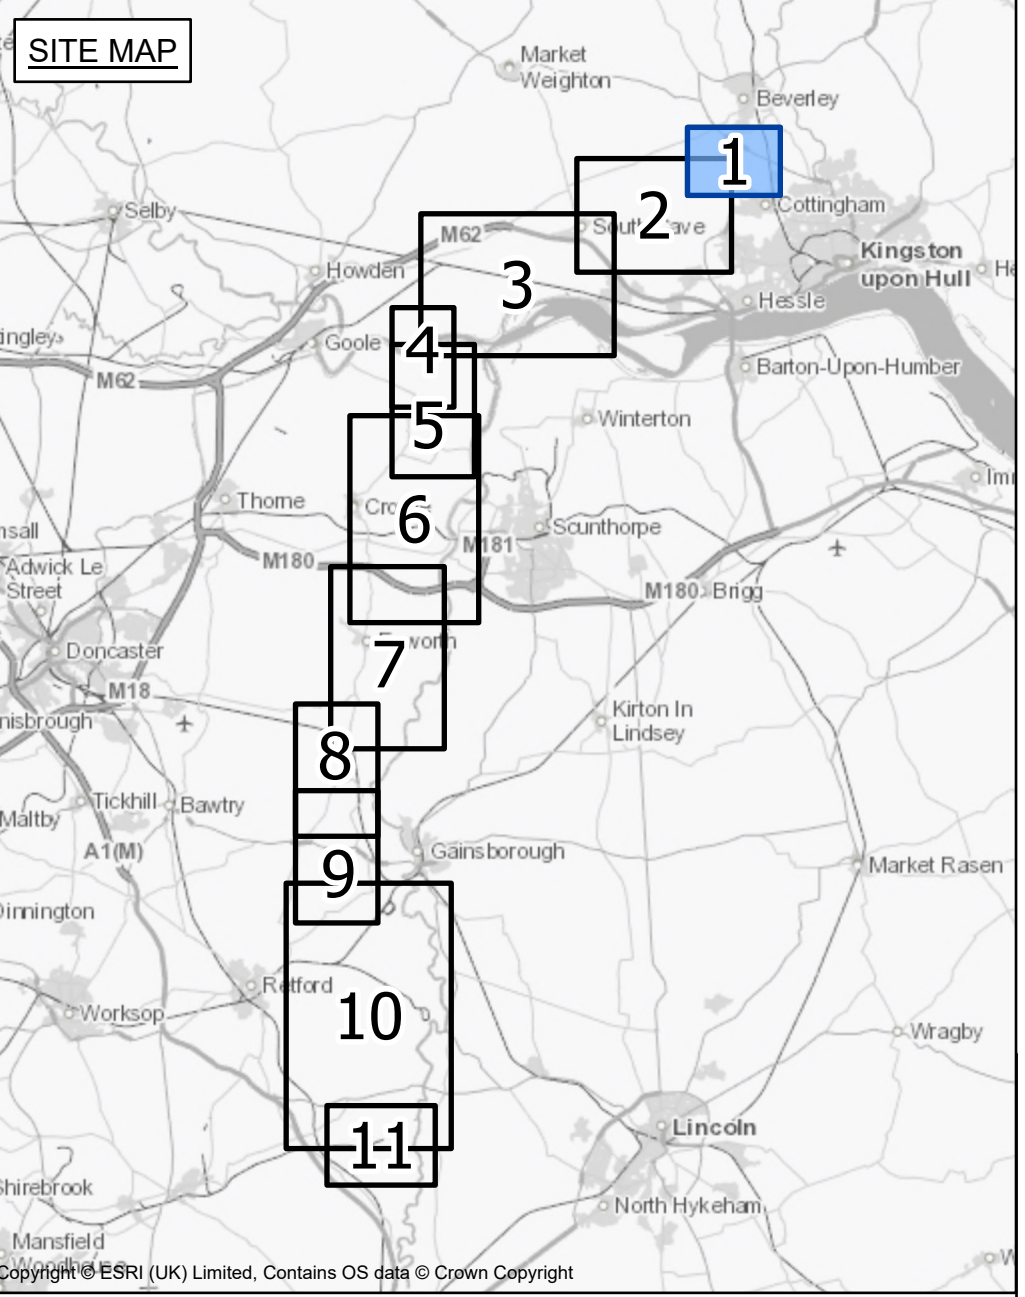 SITE MAP
Market
Weighton
Beverley
1
Selby
Cottingham
2
M62
Kingston
upon Hull
Howden
3
Hessle
Goole
4
M62
Barton-Upon-Humber
5
Winterton
Thorne
6
Scunthorpe
M181
M180
Adwick Le
Street
M180
Brigg
Doncaster
7
M18
Kirton In
Lindsey
8
Tickhill
Bawtry
Maltby
A1(M)
Gainsborough
Market Rasen
9
Retford
Worksop
10
Wragby
Lincoln
11
North Hykeham
Mansfield
Woodhouse
Copyright © ESRI (UK) Limited, Contains OS data © Crown Copyright